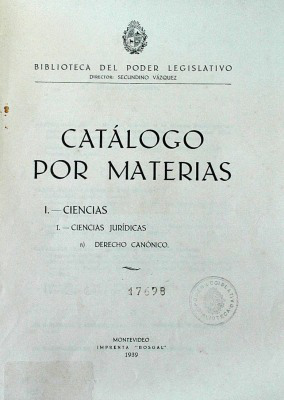 BIBLIOTECA DEL PODER LEGISLATIVO
DIRECTOR: SECUNDINO VÁZQUEZ
CATÁLOGO
POR MATERIAS
I.—CIENCIAS
1.—CIENCIAS JURÍDICAS
n) DERECHO CANÓNICO.
17698
MONTEVIDEO
IMPRENTA "ROSGAL"
1939